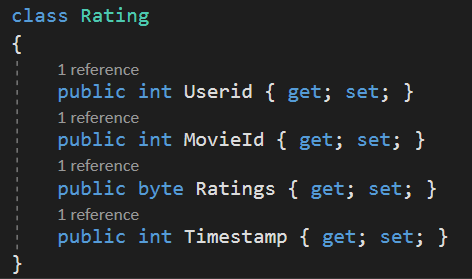 class Rating
{
1 reference
public int Userid { get; set; }
1 reference
public int MovieId { get; set; }
1 reference
public byte Ratings { get; set; }
1 reference
public int Timestamp { get; set; }
}